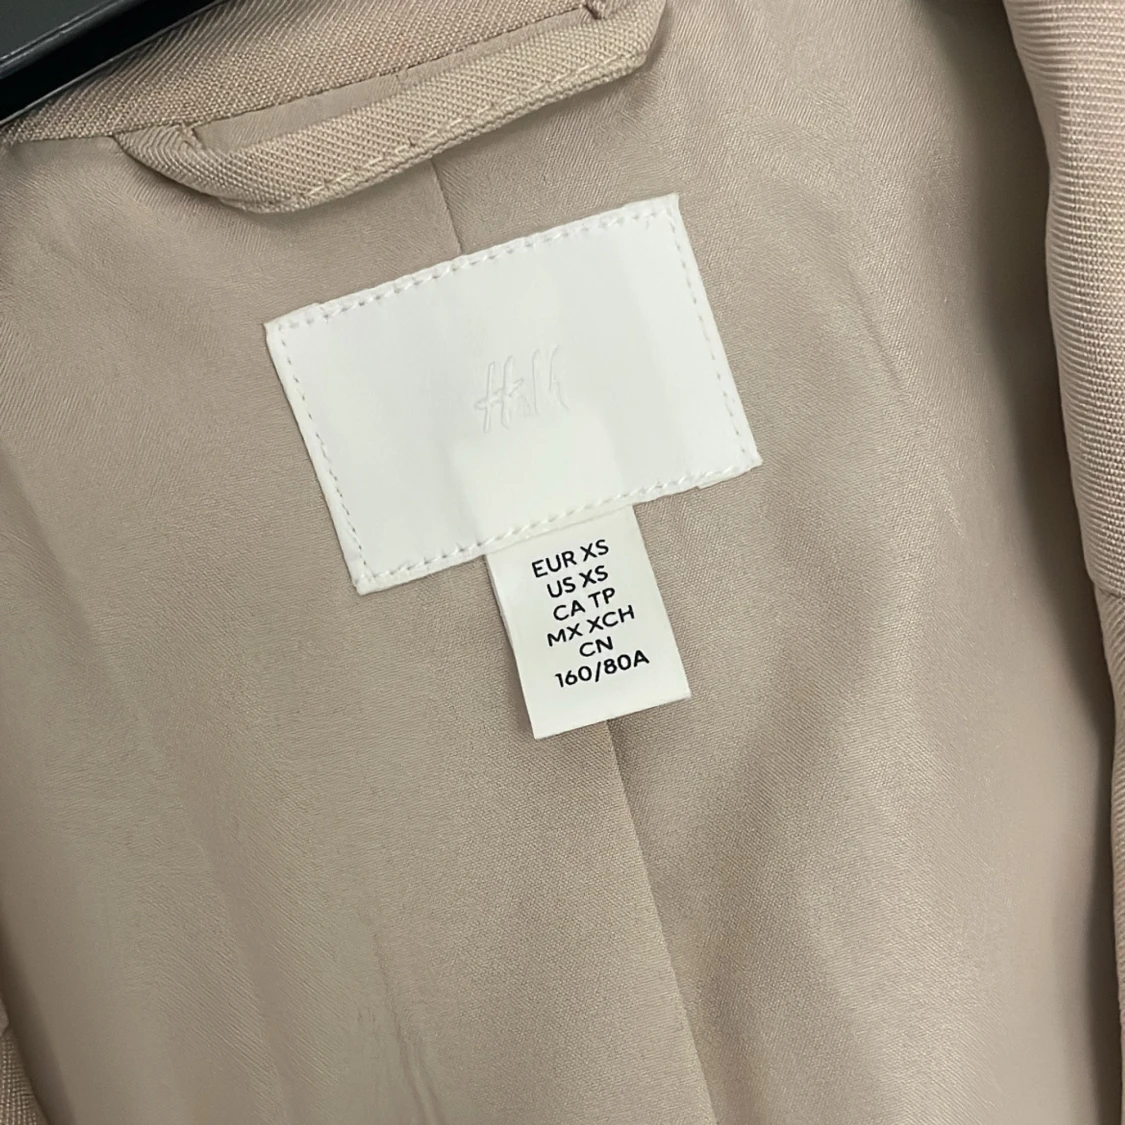 H&M
EUR XS
US XS
CA TP
MX XCH
CN
160/80A